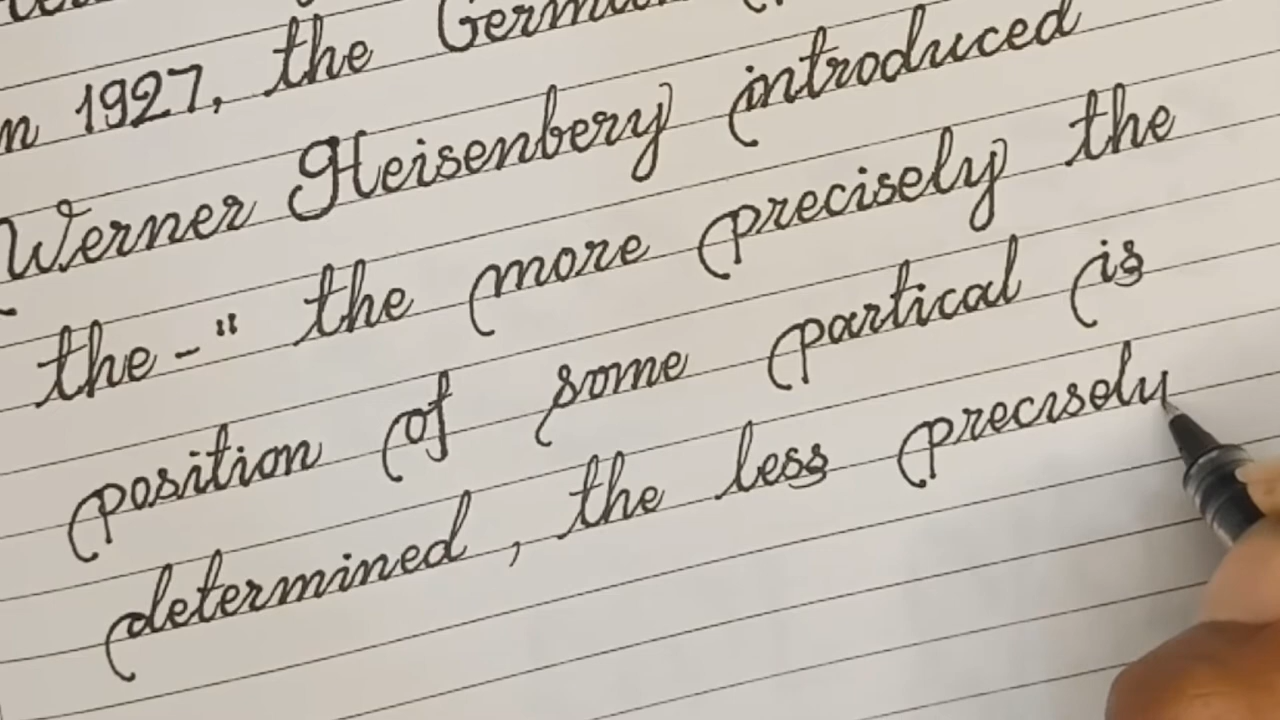 n 1927, the German
Werner Heisenbery introduced
the-" the more precisely the
position of some partical is
determined, the less precisely